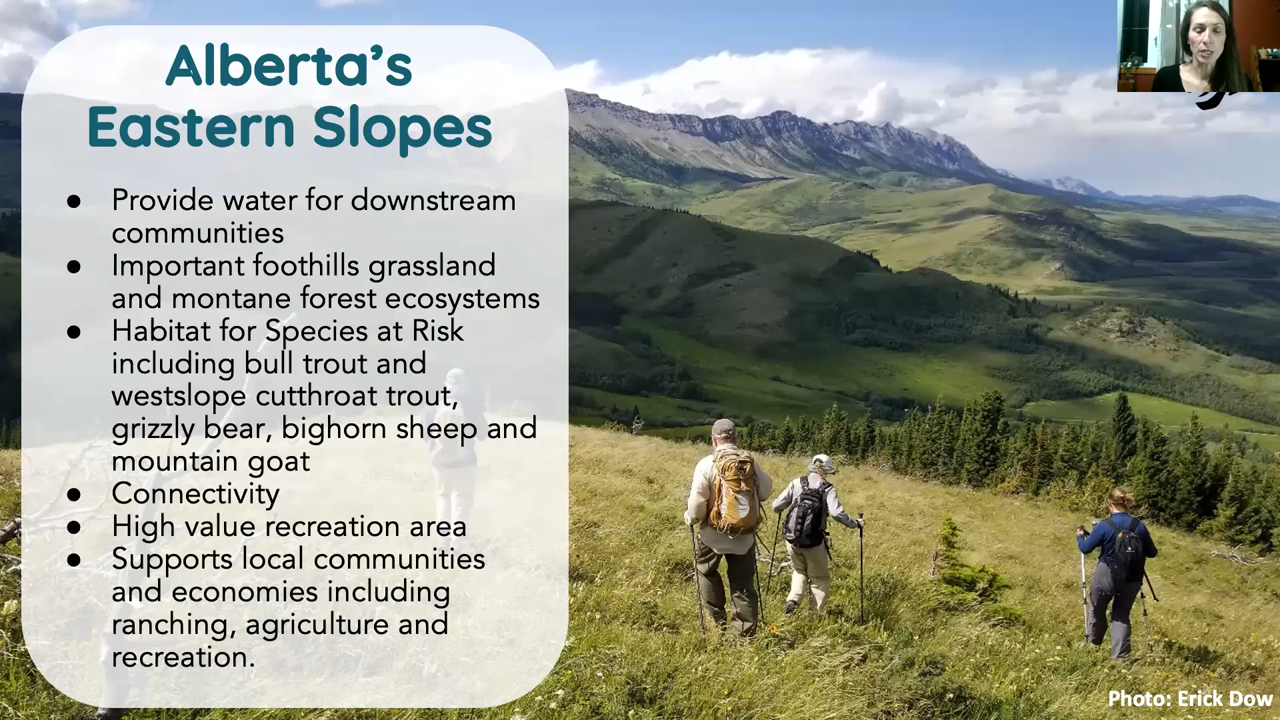 Alberta’s
Eastern Slopes
● Provide water for downstream
communities
● Important foothills grassland
and montane forest ecosystems
● Habitat for Species at Risk
including bull trout and
westslope cutthroat trout,
grizzly bear, bighorn sheep and
mountain goat
● Connectivity
● High value recreation area
● Supports local communities
and economies including
ranching, agriculture and
recreation.
Photo: Erick Dow